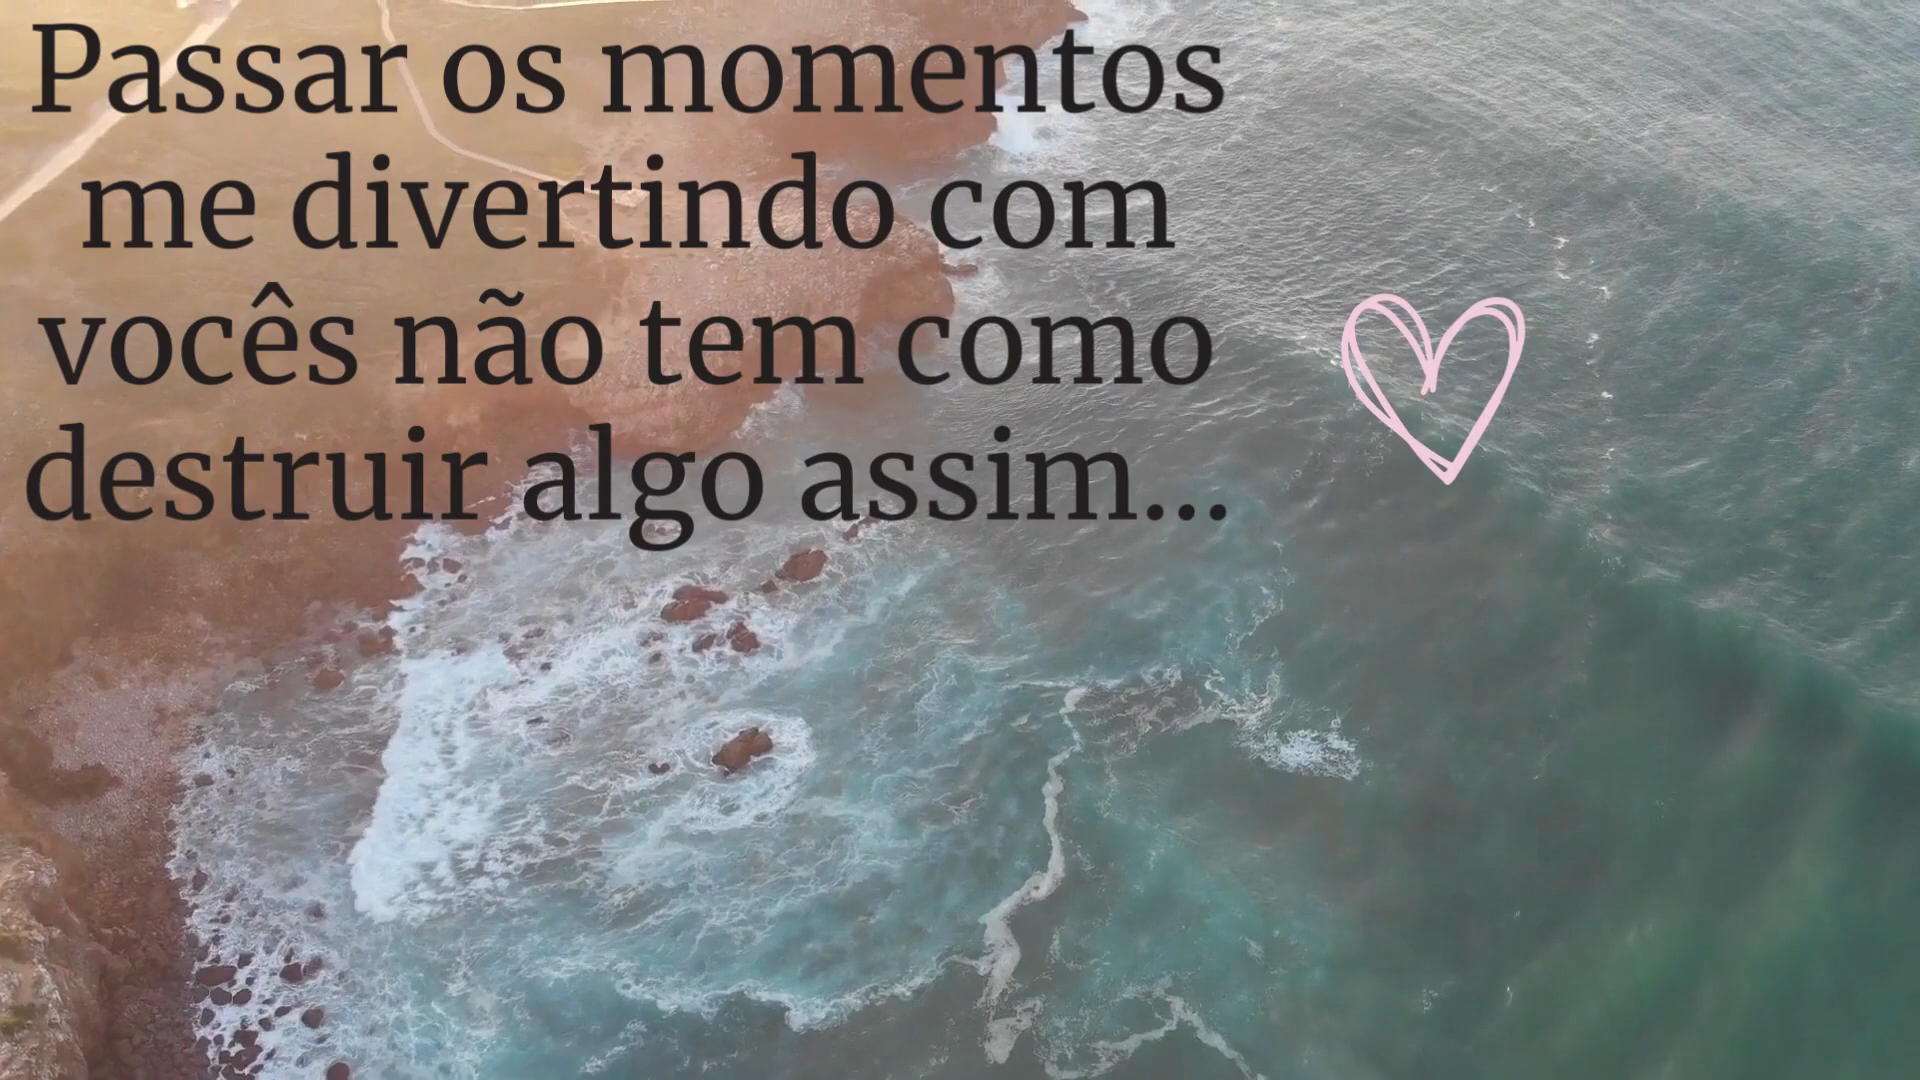 Passar os momentos
me divertindo com
vocês não tem como
destruir algo assim...